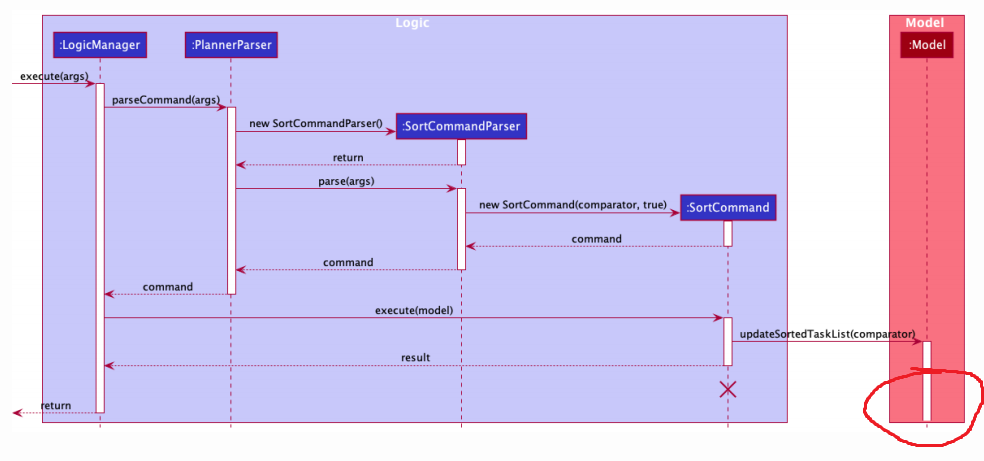 Logic
Model
:LogicManager
:PlannerParser
:Model
execute(args)
parseCommand(args)
new SortCommandParser()
:SortCommandParser
return
parse(args)
new SortCommand(comparator, true)
:SortCommand
command
command
command
execute(model)
updateSortedTaskList(comparator)
result
return